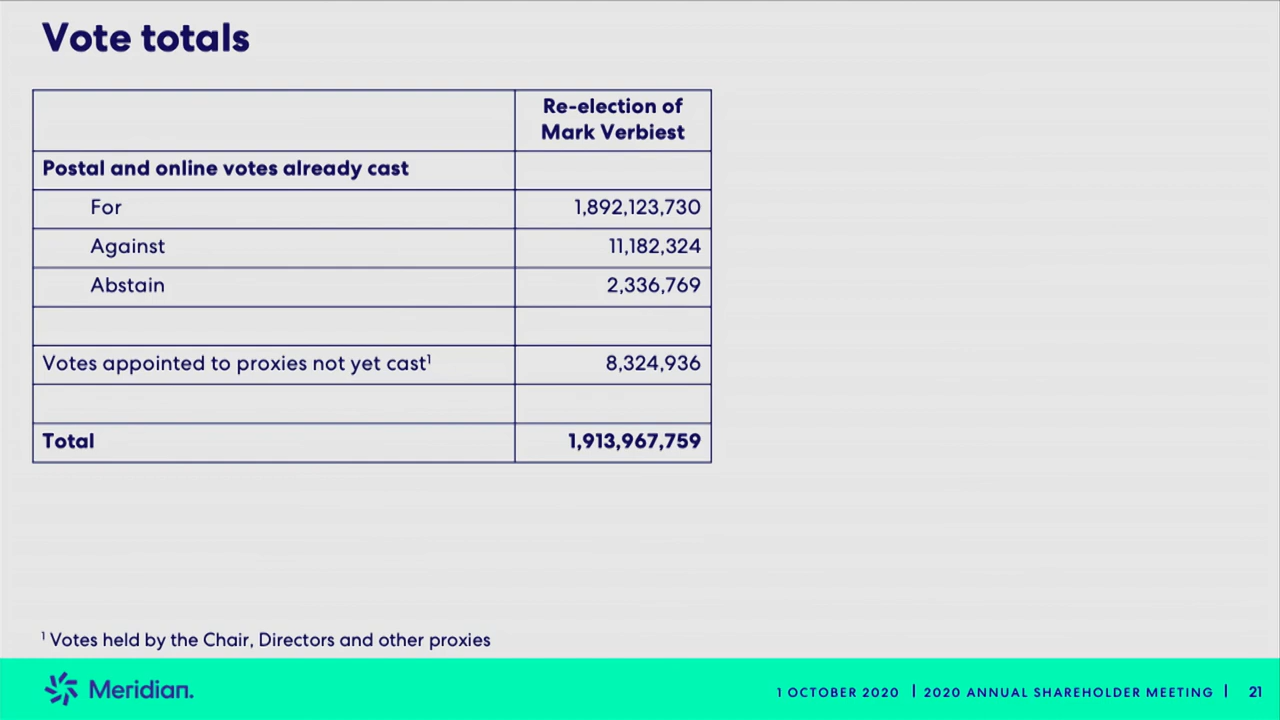 Vote totals
Re-election of
Mark Verbiest
Postal and online votes already cast
For 1,892,123,730
Against 11,182,324
Abstain 2,336,769
Votes appointed to proxies not yet cast¹ 8,324,936
Total 1,913,967,759
¹ Votes held by the Chair, Directors and other proxies
Meridian.
1 OCTOBER 2020 | 2020 ANNUAL SHAREHOLDER MEETING | 21